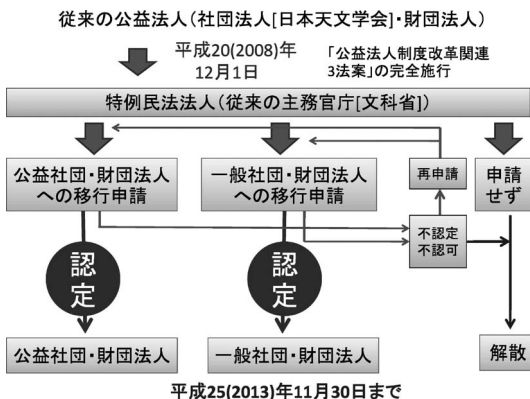 従来の公益法人(社団法人[日本天文学会]・財団法人)
平成20(2008)年
12月1日
「公益法人制度改革関連
3法案」の完全施行
特例民法法人(従来の主務官庁[文科省])
公益社団・財団法人
への移行申請
一般社団・財団法人
への移行申請
再申請
申請
せず
不認定
不認可
認
定
認
定
公益社団・財団法人
一般社団・財団法人
解散
平成25(2013)年11月30日まで